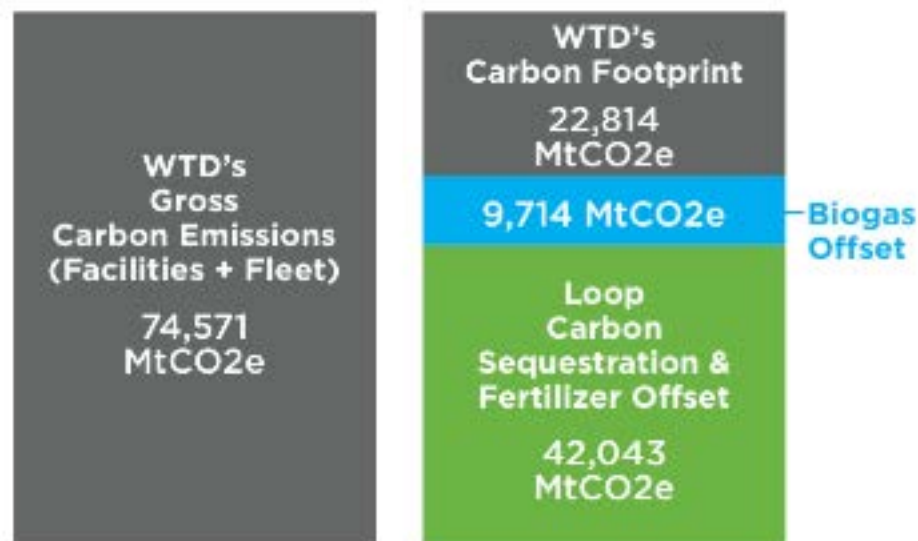 WTD's
Gross
Carbon Emissions
(Facilities + Fleet)
74,571
MtCO2e
WTD's
Carbon Footprint
22,814
MtCO2e
9,714 MtCO2e
Biogas
Offset
Loop
Carbon
Sequestration &
Fertilizer Offset
42,043
MtCO2e